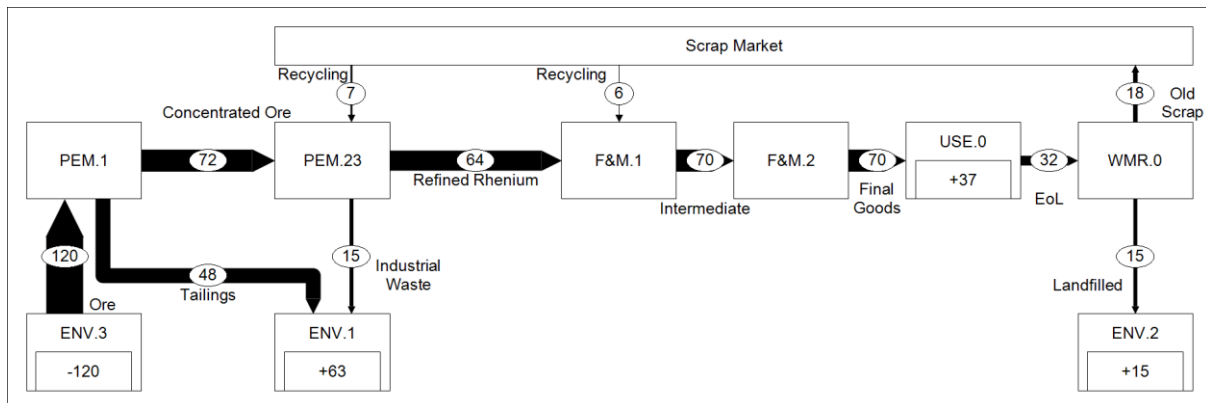 Scrap Market
Recycling
7
Recycling
6
18
Old
Scrap
Concentrated Ore
PEM.1
72
PEM.23
64
Refined Rhenium
F&M.1
70
Intermediate
F&M.2
70
Final
Goods
USE.0
+37
32
EoL
WMR.0
120
Ore
48
Tailings
15
Industrial
Waste
15
Landfilled
ENV.3
-120
ENV.1
+63
ENV.2
+15